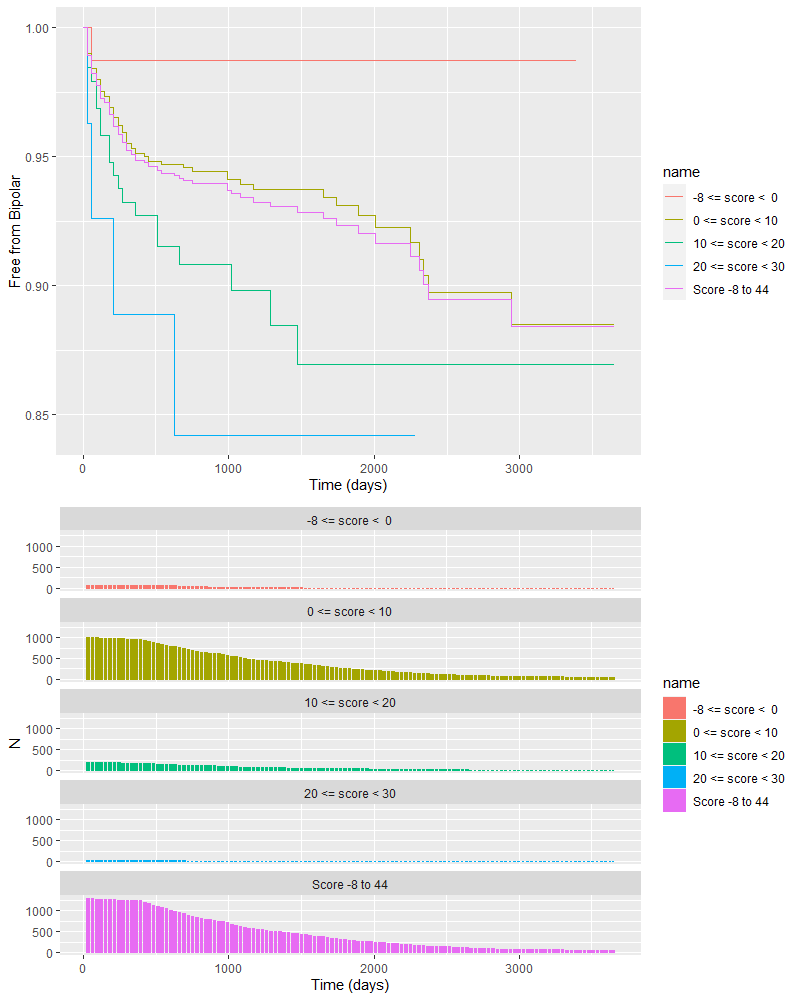 1.00
0.95
0.90
0.85
Free from Bipolar
0
1000
2000
3000
Time (days)
name
-8 <= score < 0
0 <= score < 10
10 <= score < 20
20 <= score < 30
Score -8 to 44
-8 <= score < 0
1000
500
0
0 <= score < 10
1000
500
0
10 <= score < 20
1000
500
0
20 <= score < 30
1000
500
0
Score -8 to 44
1000
500
0
N
0
1000
2000
3000
Time (days)
name
-8 <= score < 0
0 <= score < 10
10 <= score < 20
20 <= score < 30
Score -8 to 44